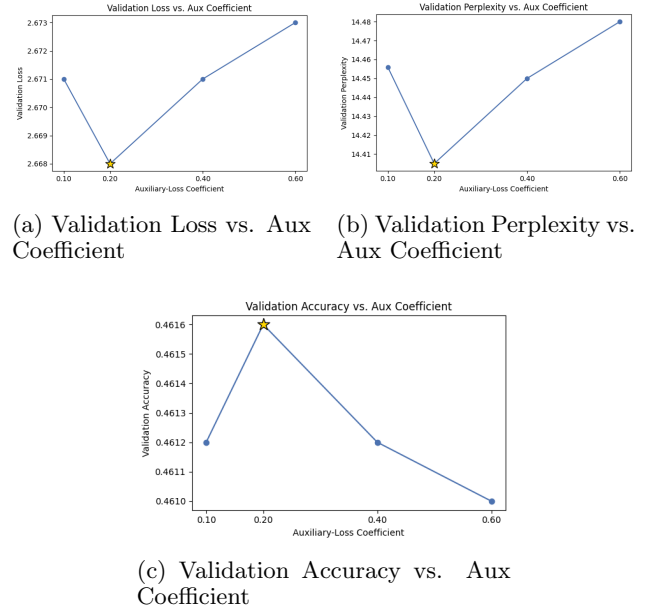 Validation Loss vs. Aux Coefficient
2.673
2.672
2.671
2.670
2.669
2.668
Validation Loss
0.10 0.20 0.40 0.60
Auxiliary-Loss Coefficient
(a) Validation Loss vs. Aux
Coefficient
Validation Perplexity vs. Aux Coefficient
14.48
14.47
14.46
14.45
14.44
14.43
14.42
14.41
Validation Perplexity
0.10 0.20 0.40 0.60
Auxiliary-Loss Coefficient
(b) Validation Perplexity vs.
Aux Coefficient
Validation Accuracy vs. Aux Coefficient
0.4616
0.4615
0.4614
0.4613
0.4612
0.4611
0.4610
Validation Accuracy
0.10 0.20 0.40 0.60
Auxiliary-Loss Coefficient
(c) Validation Accuracy vs. Aux
Coefficient